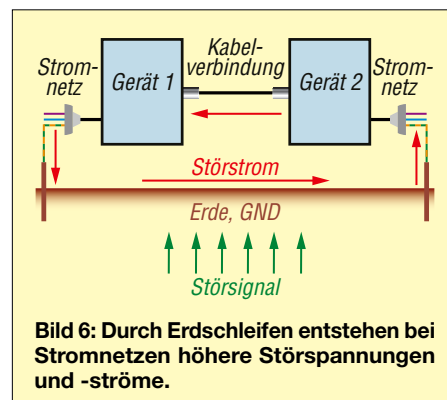 Kabel-
verbindung
Strom-
netz
Gerät 1
Gerät 2
Strom-
netz
Störstrom
Erde, GND
Störsignal
Bild 6: Durch Erdschleifen entstehen bei
Stromnetzen höhere Störspannungen
und -ströme.